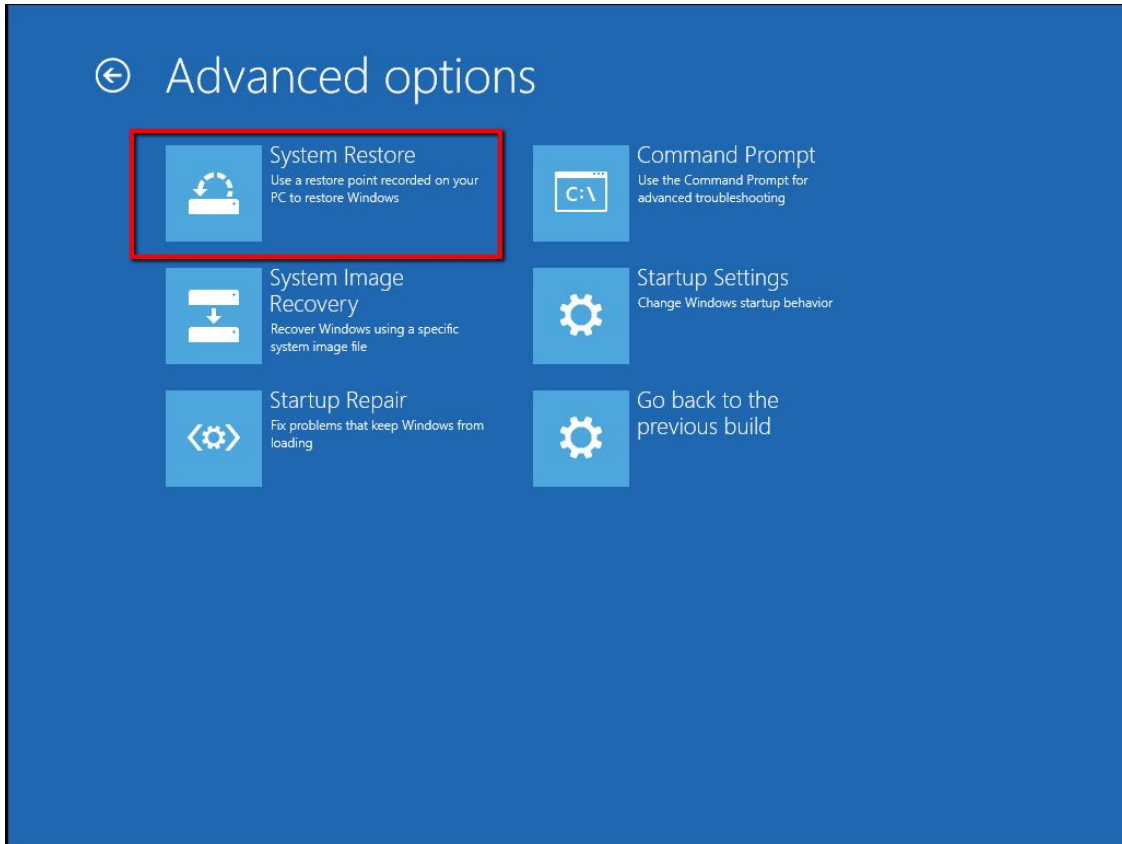 Advanced options
System Restore
Use a restore point recorded on your
PC to restore Windows
Command Prompt
Use the Command Prompt for
advanced troubleshooting
C:\
System Image
Recovery
Recover Windows using a specific
system image file
Startup Settings
Change Windows startup behavior
Startup Repair
Fix problems that keep Windows from
loading
Go back to the
previous build